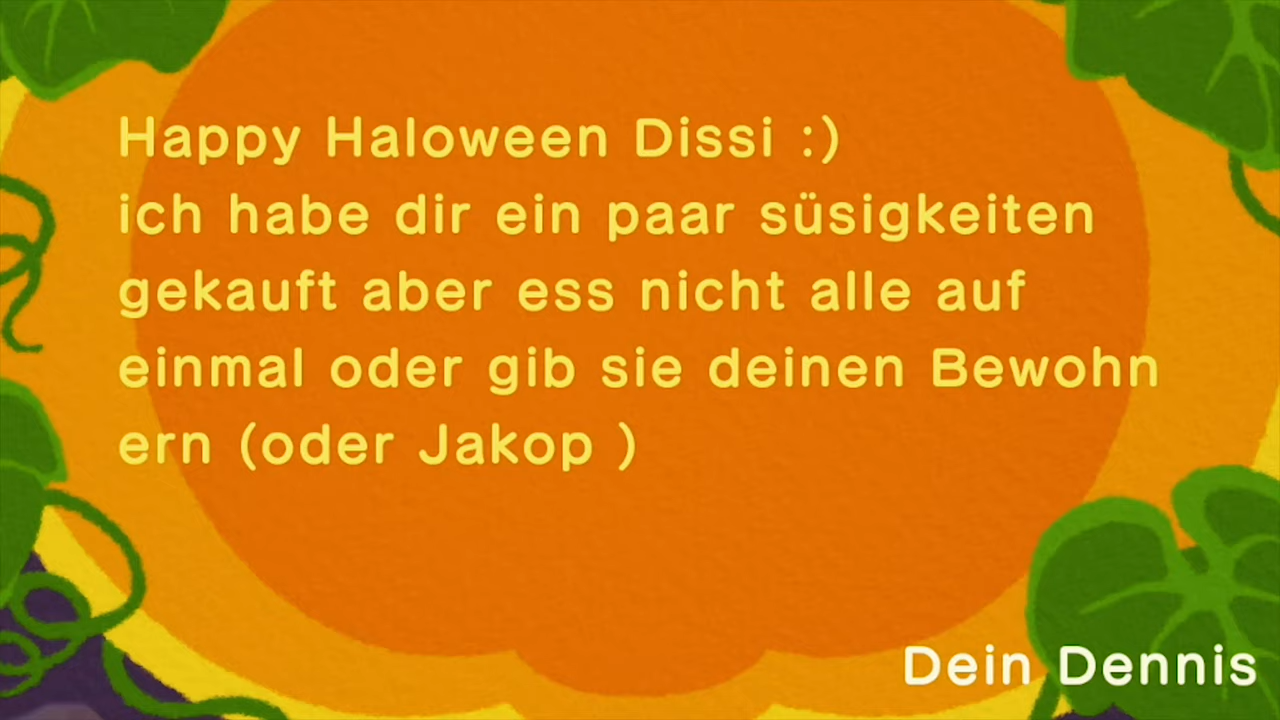 Happy Haloween Dissi :)
ich habe dir ein paar süsigkeiten
gekauft aber ess nicht alle auf
einmal oder gib sie deinen Bewohn
ern (oder Jakop )
Dein Dennis